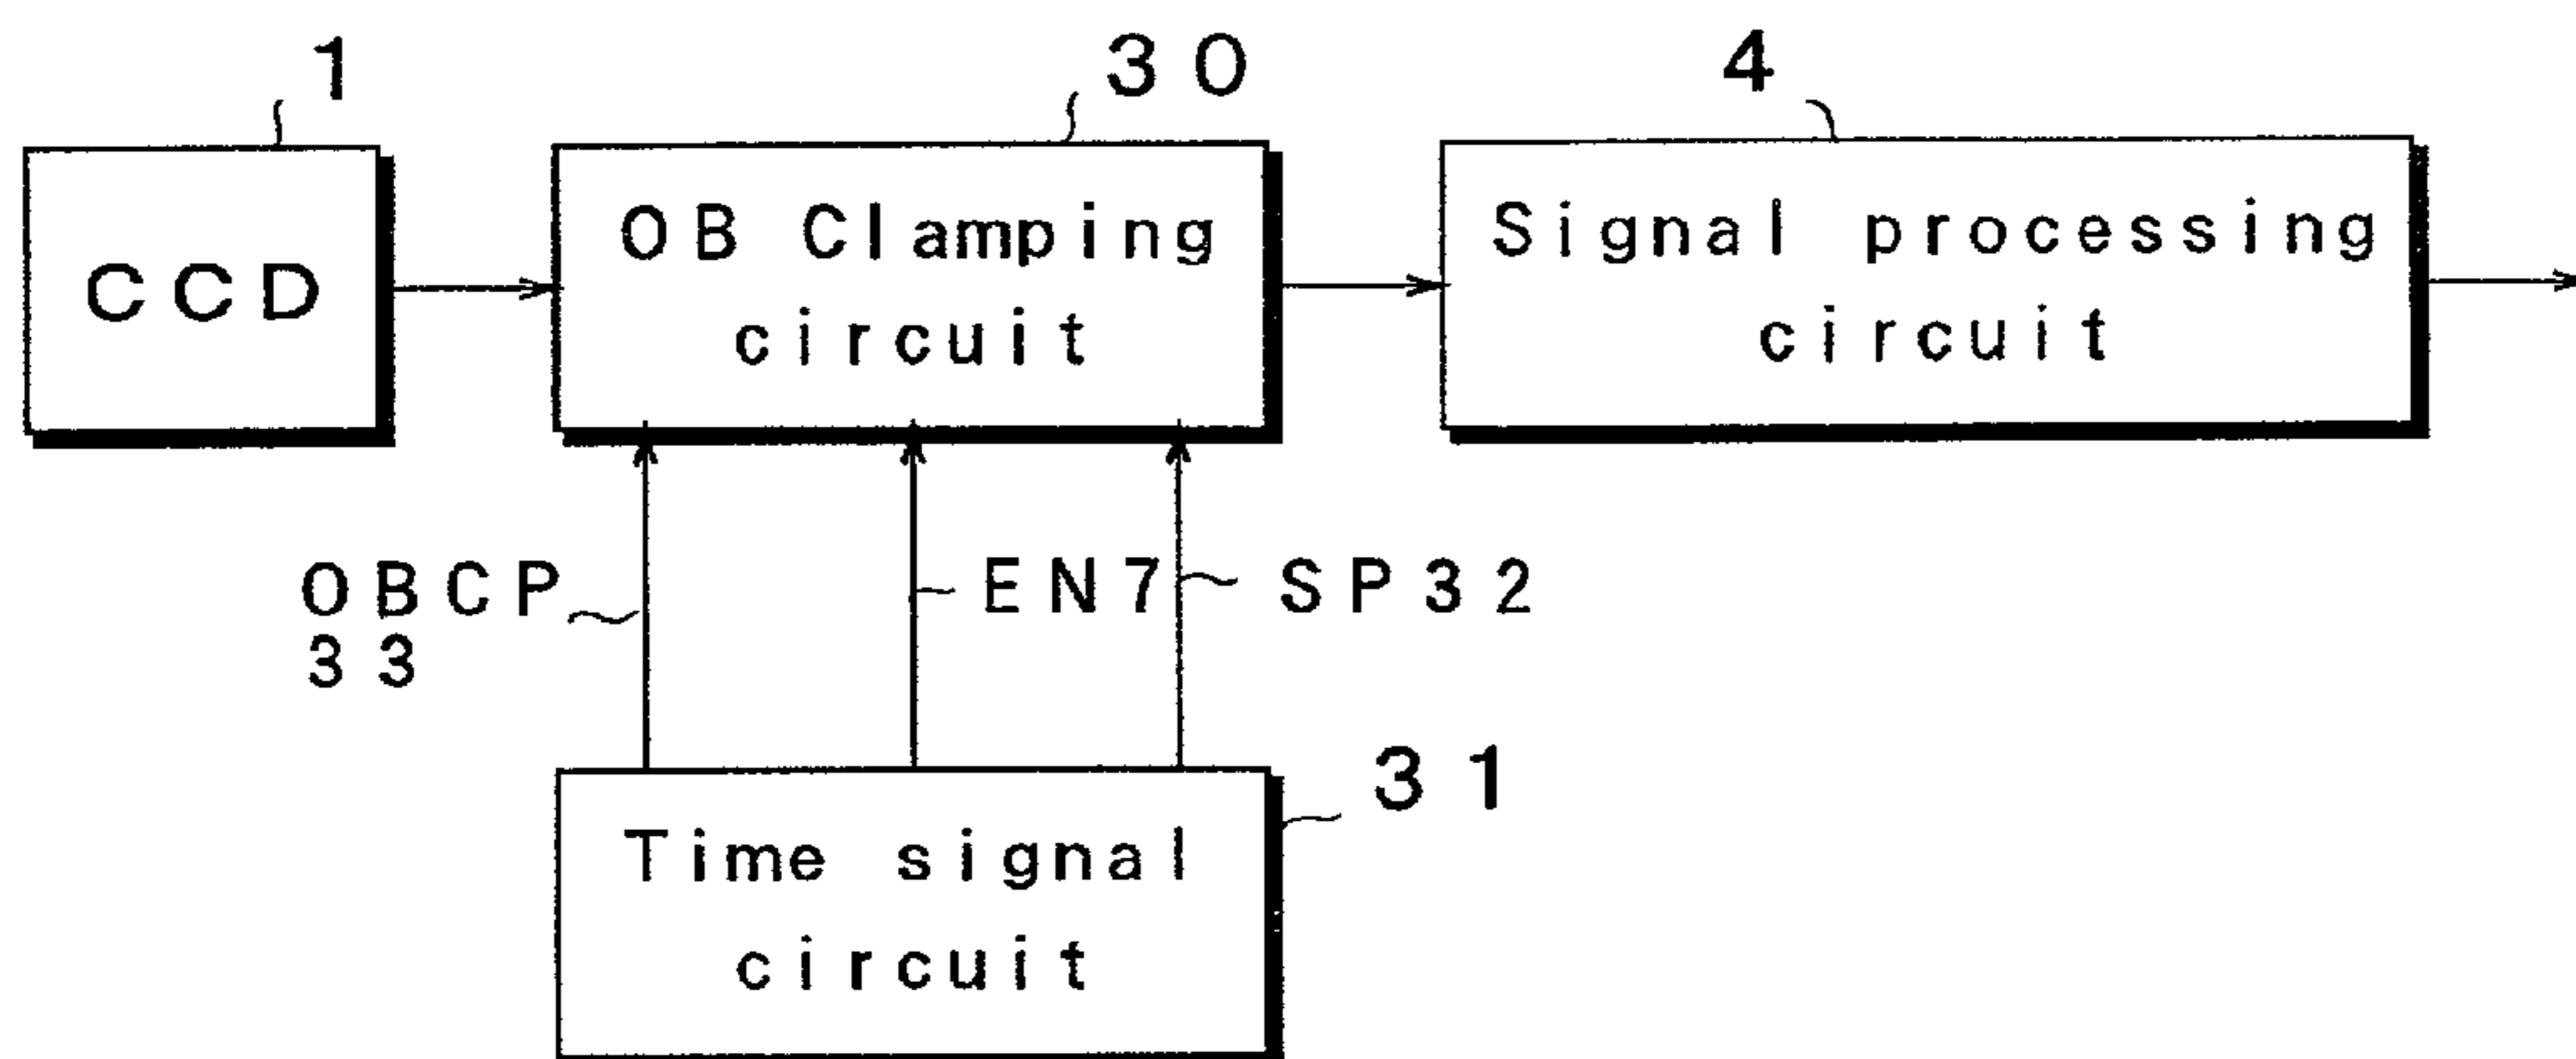 1
30
4
CCD
OB Clamping
circuit
Signal processing
circuit
OBCP
33
EN7
SP32
31
Time signal
circuit